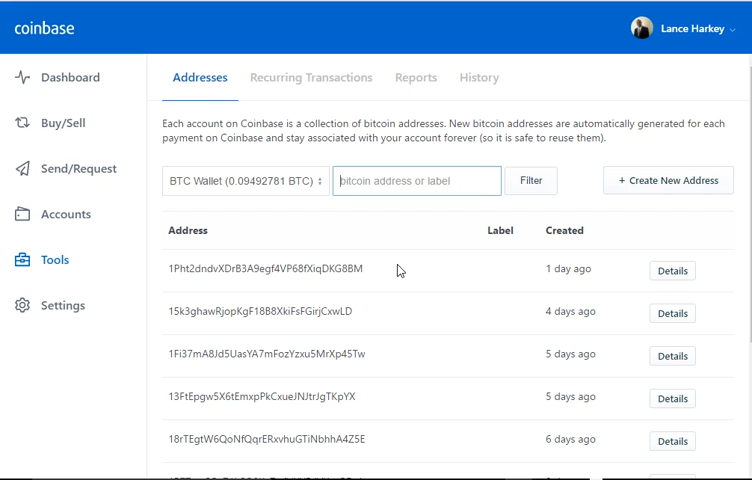 coinbase
Lance Harkey
Dashboard
Buy/Sell
Send/Request
Accounts
Tools
Settings
Addresses Recurring Transactions Reports History
Each account on Coinbase is a collection of bitcoin addresses. New bitcoin addresses are automatically generated for each
payment on Coinbase and stay associated with your account forever (so it is safe to reuse them).
BTC Wallet (0.09492781 BTC) bitcoin address or label Filter + Create New Address
Address Label Created
1Pht2dndvXDrB3A9egf4VP68fXiqDKG8BM 1 day ago Details
15k3ghawRjopKgF18B8XkiFsFGirjCxwLD 4 days ago Details
1Fi37mA8Jd5UasYA7mFozYzxu5MrXp45Tw 5 days ago Details
13FtEpgw5X6tEmxpPkCxueJNJtrJgTKpYX 5 days ago Details
18rTEgtW6QoNfQqrERxvhuGTiNbhhA4Z5E 6 days ago Details